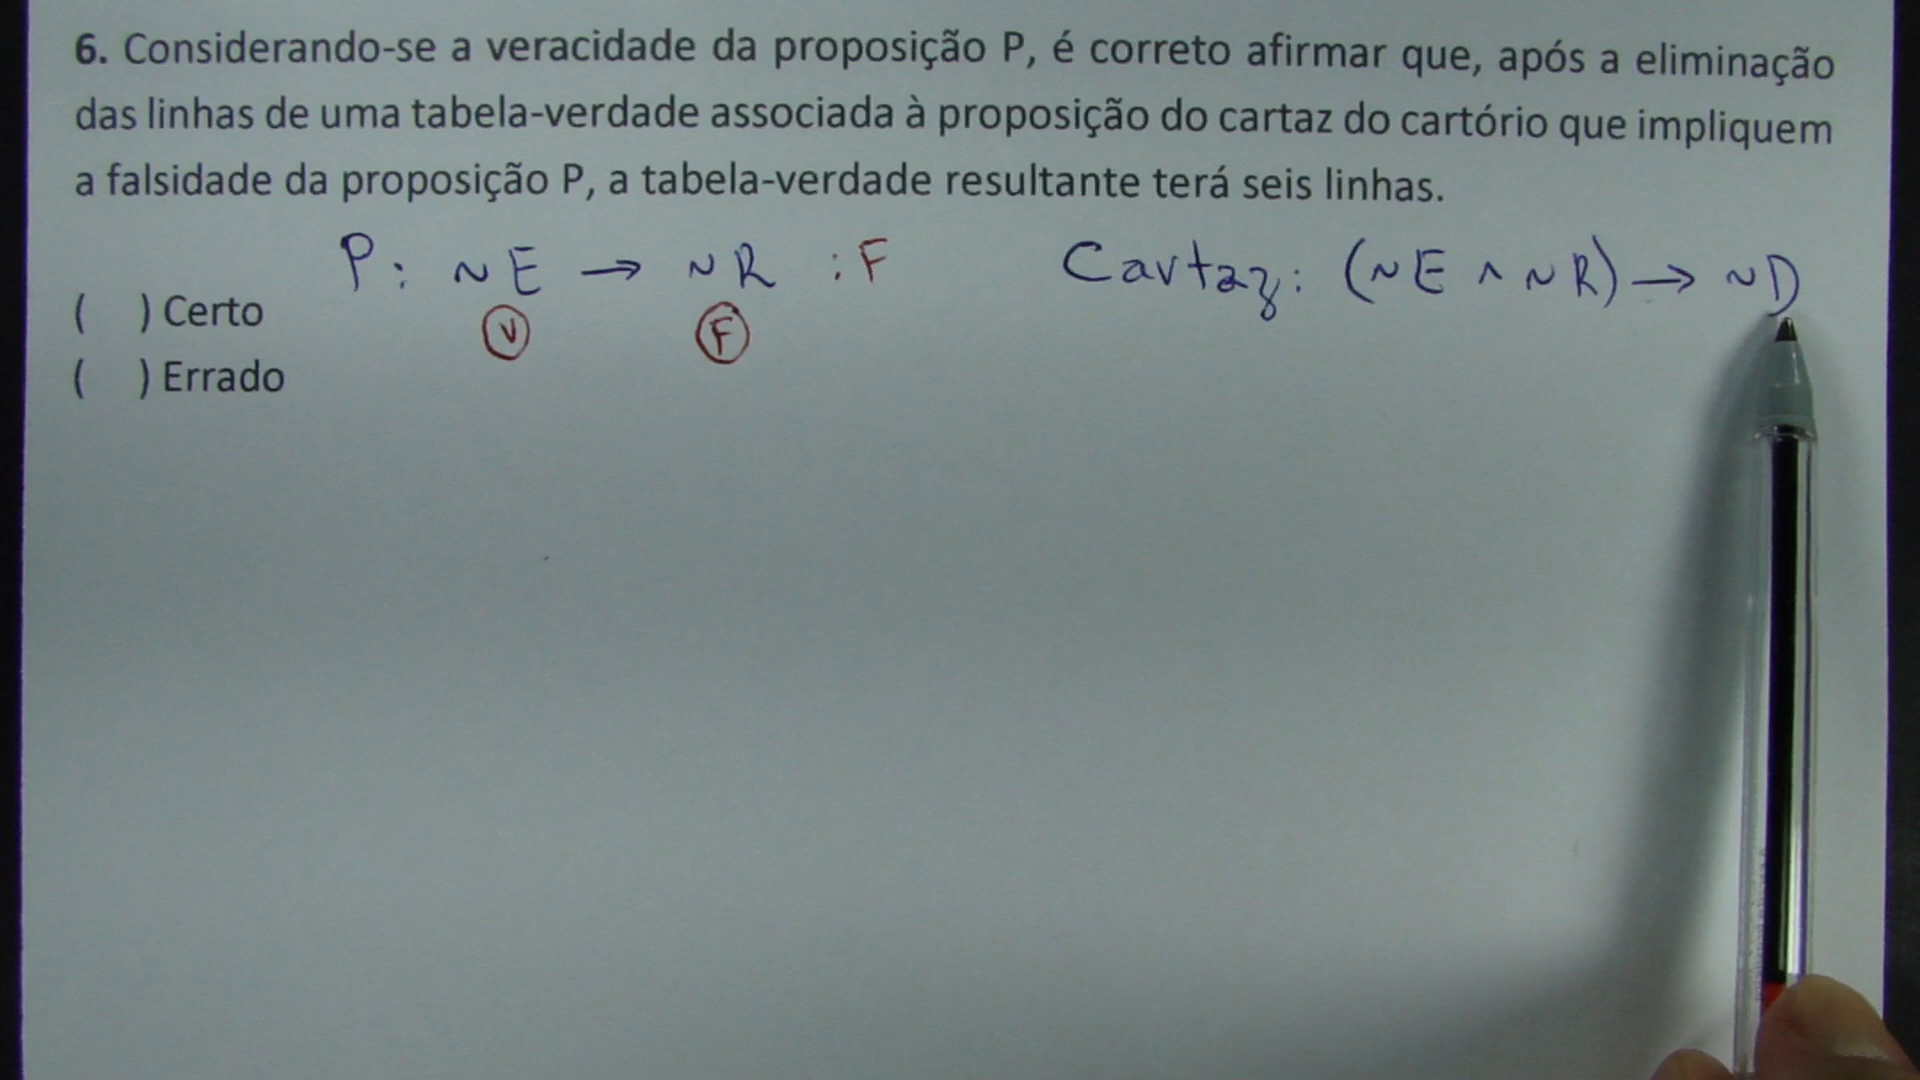 6. Considerando-se a veracidade da proposição P, é correto afirmar que, após a eliminação
das linhas de uma tabela-verdade associada à proposição do cartaz do cartório que impliquem
a falsidade da proposição P, a tabela-verdade resultante terá seis linhas.
P: ~E → ~R : F
V F
Cartaz: (~E ∧ ~R) → ~D
( ) Certo
( ) Errado